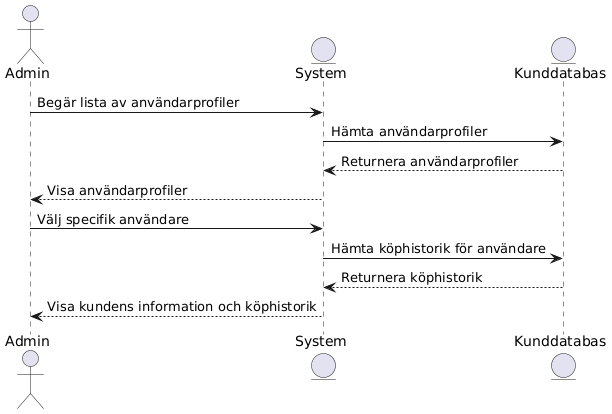 Admin
System
Kunddatabas
Begär lista av användarprofiler
Hämta användarprofiler
Returnera användarprofiler
Visa användarprofiler
Välj specifik användare
Hämta köphistorik för användare
Returnera köphistorik
Visa kundens information och köphistorik
Admin
System
Kunddatabas